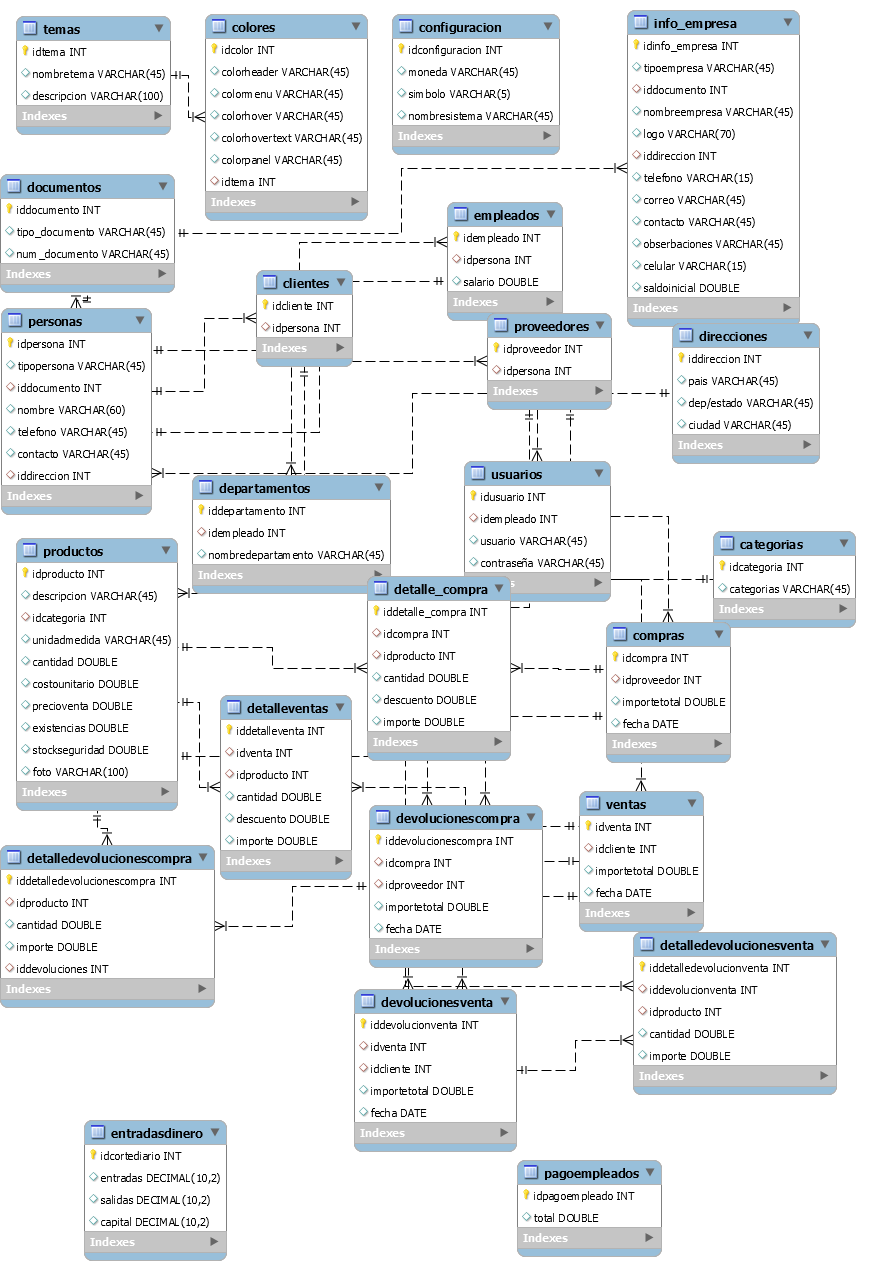 temas
idtema INT
nombretema VARCHAR(45)
descripcion VARCHAR(100)
Indexes
colores
idcolor INT
colorheader VARCHAR(45)
colormenu VARCHAR(45)
colorhover VARCHAR(45)
colorhovertext VARCHAR(45)
colorpanel VARCHAR(45)
idtema INT
Indexes
configuracion
idconfiguracion INT
moneda VARCHAR(45)
simbolo VARCHAR(5)
nombresistema VARCHAR(45)
Indexes
info_empresa
idinfo_empresa INT
tipoempresa VARCHAR(45)
iddocumento INT
nombreempresa VARCHAR(45)
logo VARCHAR(70)
iddireccion INT
telefono VARCHAR(15)
correo VARCHAR(45)
contacto VARCHAR(45)
obserbaciones VARCHAR(45)
celular VARCHAR(15)
saldoinicial DOUBLE
Indexes
documentos
iddocumento INT
tipo_documento VARCHAR(45)
num_documento VARCHAR(45)
Indexes
empleados
idempleado INT
idpersona INT
salario DOUBLE
Indexes
clientes
idcliente INT
idpersona INT
Indexes
personas
idpersona INT
tipopersona VARCHAR(45)
iddocumento INT
nombre VARCHAR(60)
telefono VARCHAR(45)
contacto VARCHAR(45)
iddireccion INT
Indexes
proveedores
idproveedor INT
idpersona INT
Indexes
direcciones
iddireccion INT
pais VARCHAR(45)
dep/estado VARCHAR(45)
ciudad VARCHAR(45)
Indexes
departamentos
iddepartamento INT
idempleado INT
nombredepartamento VARCHAR(45)
Indexes
usuarios
idusuario INT
idempleado INT
usuario VARCHAR(45)
contraseña VARCHAR(45)
categorias
idcategoria INT
categorias VARCHAR(45)
Indexes
productos
idproducto INT
descripcion VARCHAR(45)
idcategoria INT
unidadmedida VARCHAR(45)
cantidad DOUBLE
costounitario DOUBLE
precioventa DOUBLE
existencias DOUBLE
stockseguridad DOUBLE
foto VARCHAR(100)
Indexes
detalle_compra
iddetalle_compra INT
idcompra INT
idproducto INT
cantidad DOUBLE
descuento DOUBLE
importe DOUBLE
Indexes
compras
idcompra INT
idproveedor INT
importetotal DOUBLE
fecha DATE
Indexes
detalleventas
iddetalleventa INT
idventa INT
idproducto INT
cantidad DOUBLE
descuento DOUBLE
importe DOUBLE
Indexes
ventas
idventa INT
idcliente INT
importetotal DOUBLE
fecha DATE
Indexes
devolucionescompra
iddevolucionescompra INT
idcompra INT
idproveedor INT
importetotal DOUBLE
fecha DATE
Indexes
detalledevolucionescompra
iddetalledevolucionescompra INT
idproducto INT
cantidad DOUBLE
importe DOUBLE
iddevoluciones INT
Indexes
detalledevolucionesventa
iddetalledevolucionventa INT
iddevolucionventa INT
idproducto INT
cantidad DOUBLE
importe DOUBLE
Indexes
devolucionesventa
iddevolucionventa INT
idventa INT
idcliente INT
importetotal DOUBLE
fecha DATE
Indexes
entradasdinero
idcortediario INT
entradas DECIMAL(10,2)
salidas DECIMAL(10,2)
capital DECIMAL(10,2)
Indexes
pagoempleados
idpagoempleado INT
total DOUBLE
Indexes